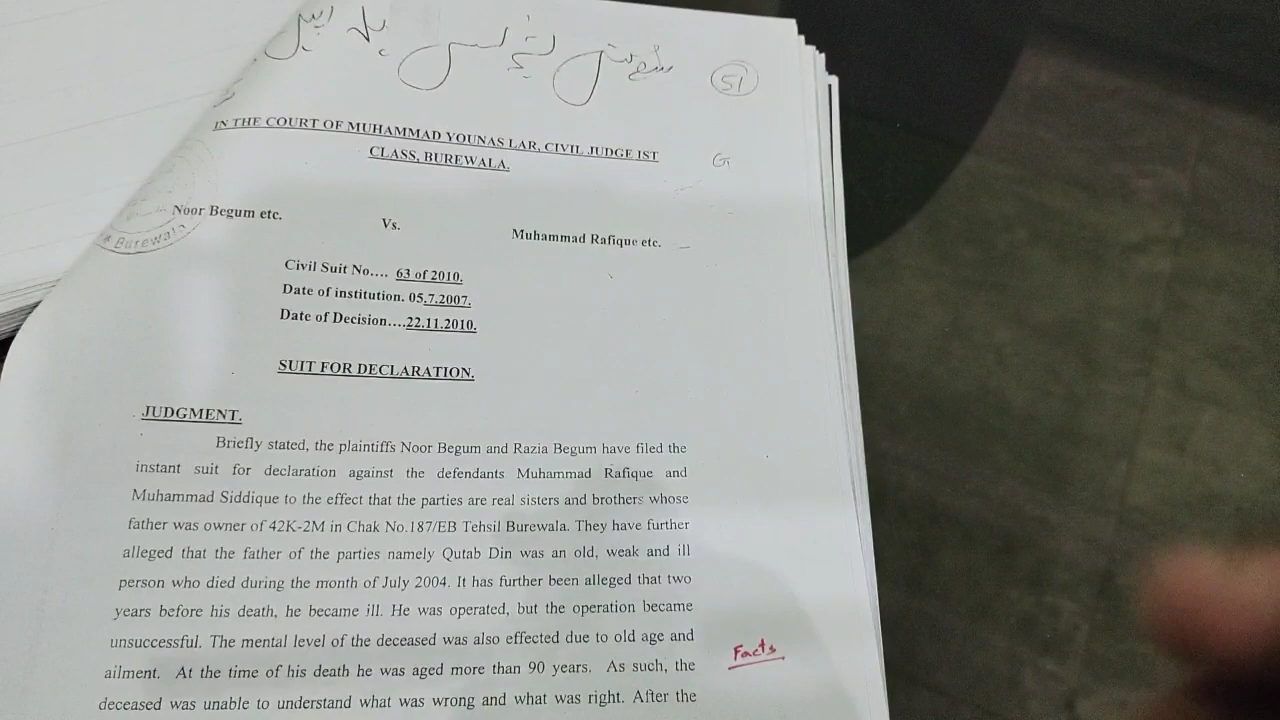 51
IN THE COURT OF MUHAMMAD YOUNAS LAR, CIVIL JUDGE IST
CLASS, BUREWALA.
G
Noor Begum etc.
Vs.
Muhammad Rafique etc.
* Burewala
Civil Suit No.... 63 of 2010.
Date of institution. 05.7.2007.
Date of Decision....22.11.2010.
SUIT FOR DECLARATION.
JUDGMENT.
Briefly stated, the plaintiffs Noor Begum and Razia Begum have filed the
instant suit for declaration against the defendants Muhammad Rafique and
Muhammad Siddique to the effect that the parties are real sisters and brothers whose
father was owner of 42K-2M in Chak No.187/EB Tehsil Burewala. They have further
alleged that the father of the parties namely Qutab Din was an old, weak and ill
person who died during the month of July 2004. It has further been alleged that two
years before his death, he became ill. He was operated, but the operation became
unsuccessful. The mental level of the deceased was also effected due to old age and
ailment. At the time of his death he was aged more than 90 years. As such, the
deceased was unable to understand what was wrong and what was right. After the
Facts